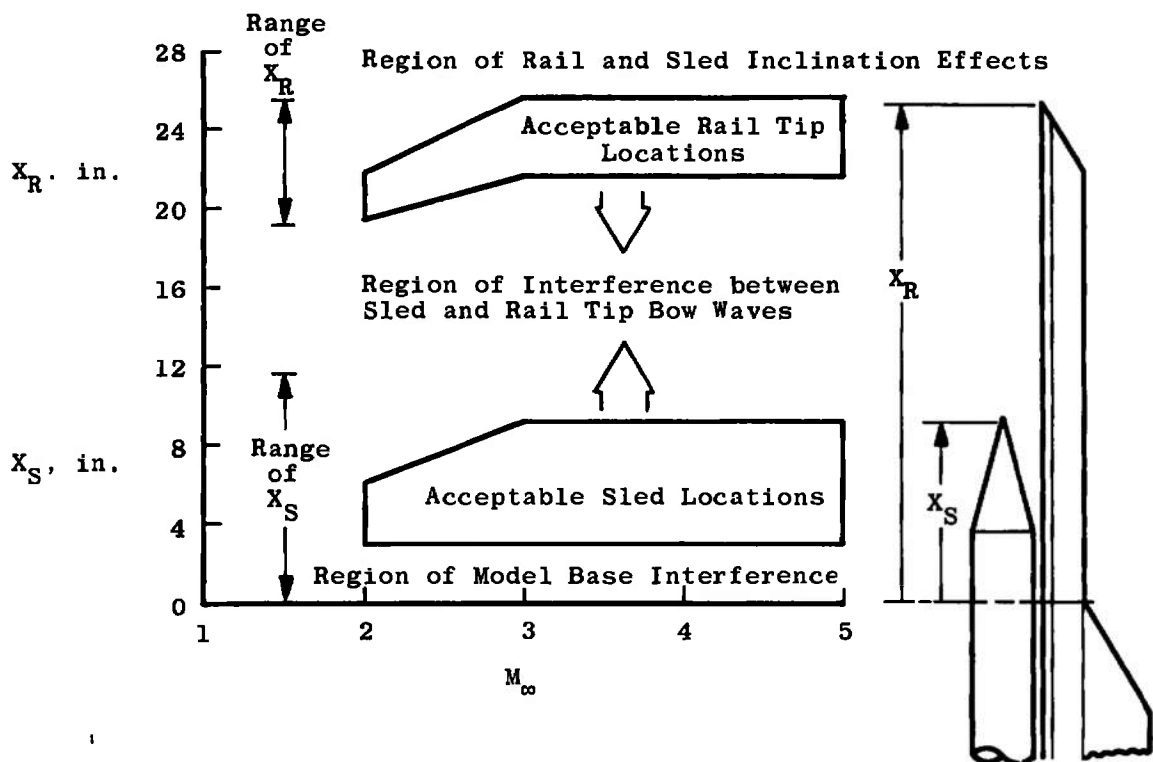 Range
of
X_R
28
24
20
16
12
8
4
0
X_R. in.
X_S, in.
Region of Rail and Sled Inclination Effects
Acceptable Rail Tip
Locations
Region of Interference between
Sled and Rail Tip Bow Waves
Range
of
X_S
Acceptable Sled Locations
Region of Model Base Interference
1
2
3
4
5
M_∞
X_R
X_S